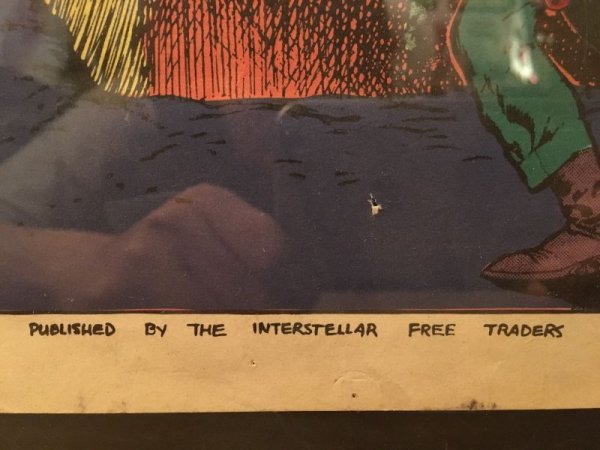 PUBLISHED BY THE INTERSTELLAR FREE TRADERS